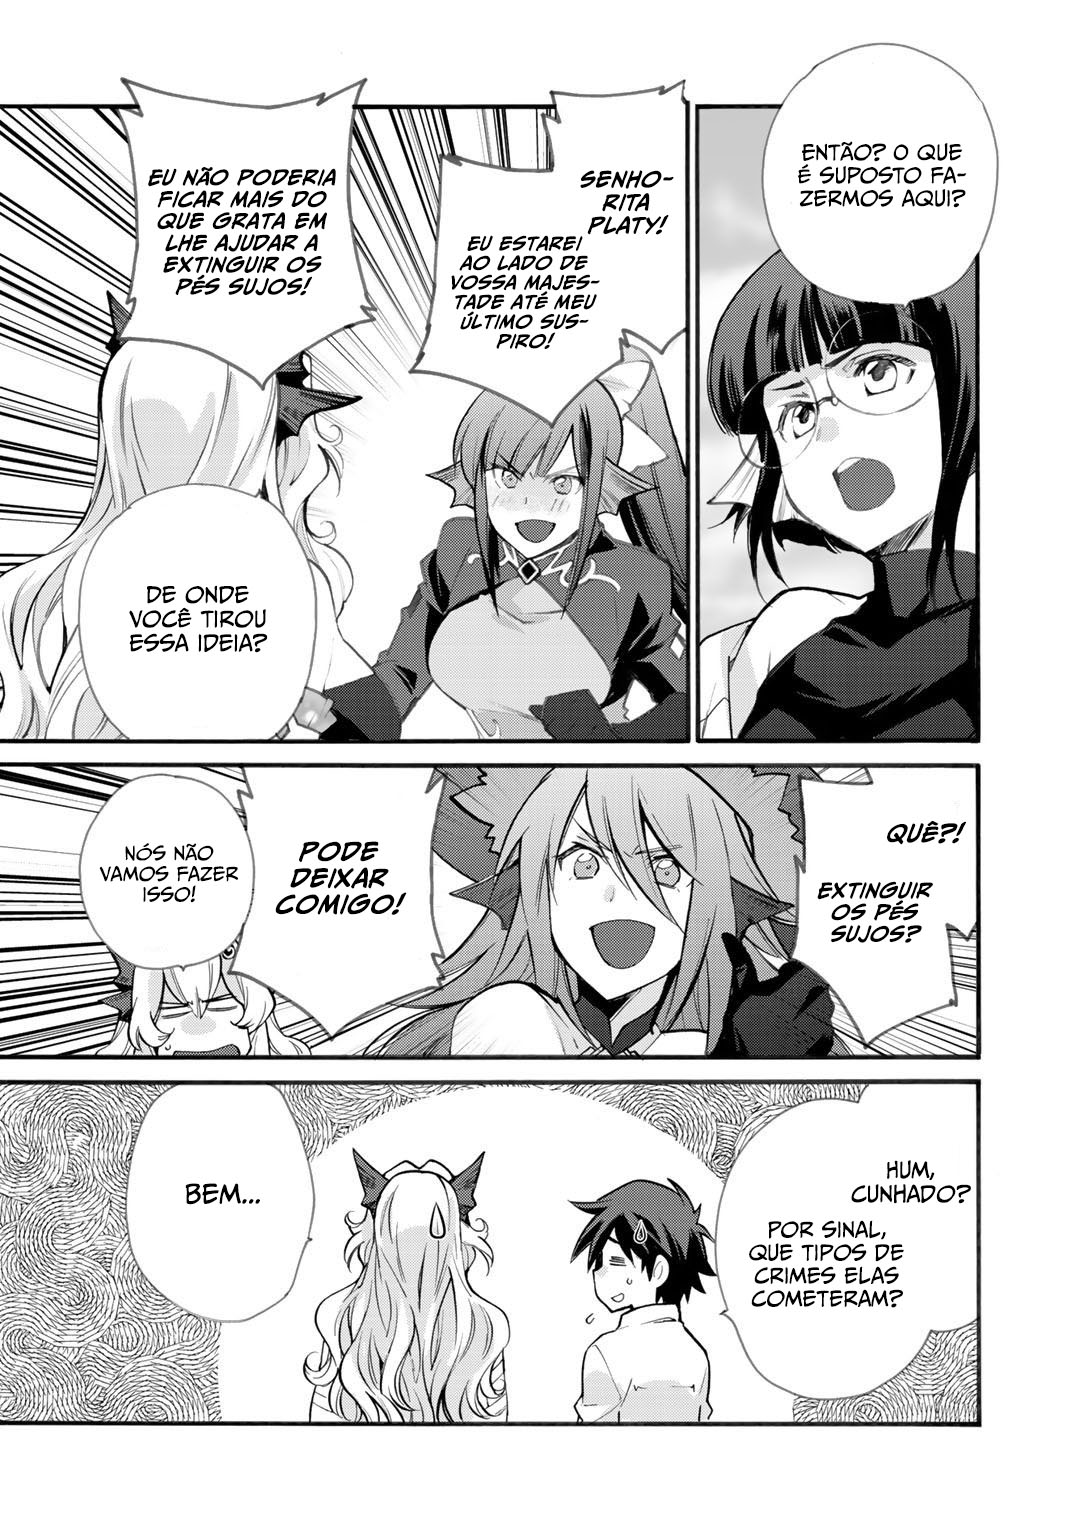 ENTÃO? O QUE
É SUPOSTO FA-
ZERMOS AQUI?
SENHO-
RITA
PLATY!
EU ESTAREI
AO LADO DE
VOSSA MAJES-
TADE ATÉ MEU
ÚLTIMO SUS-
PIRO!
EU NÃO PODERIA
FICAR MAIS DO
QUE GRATA EM
LHE AJUDAR A
EXTINGUIR OS
PÉS SUJOS!
DE ONDE
VOCÊ TIROU
ESSA IDEIA?
QUÊ?!
EXTINGUIR
OS PÉS
SUJOS?
PODE
DEIXAR
COMIGO!
NÓS NÃO
VAMOS FAZER
ISSO!
HUM,
CUNHADO?
POR SINAL,
QUE TIPOS DE
CRIMES ELAS
COMETERAM?
BEM...